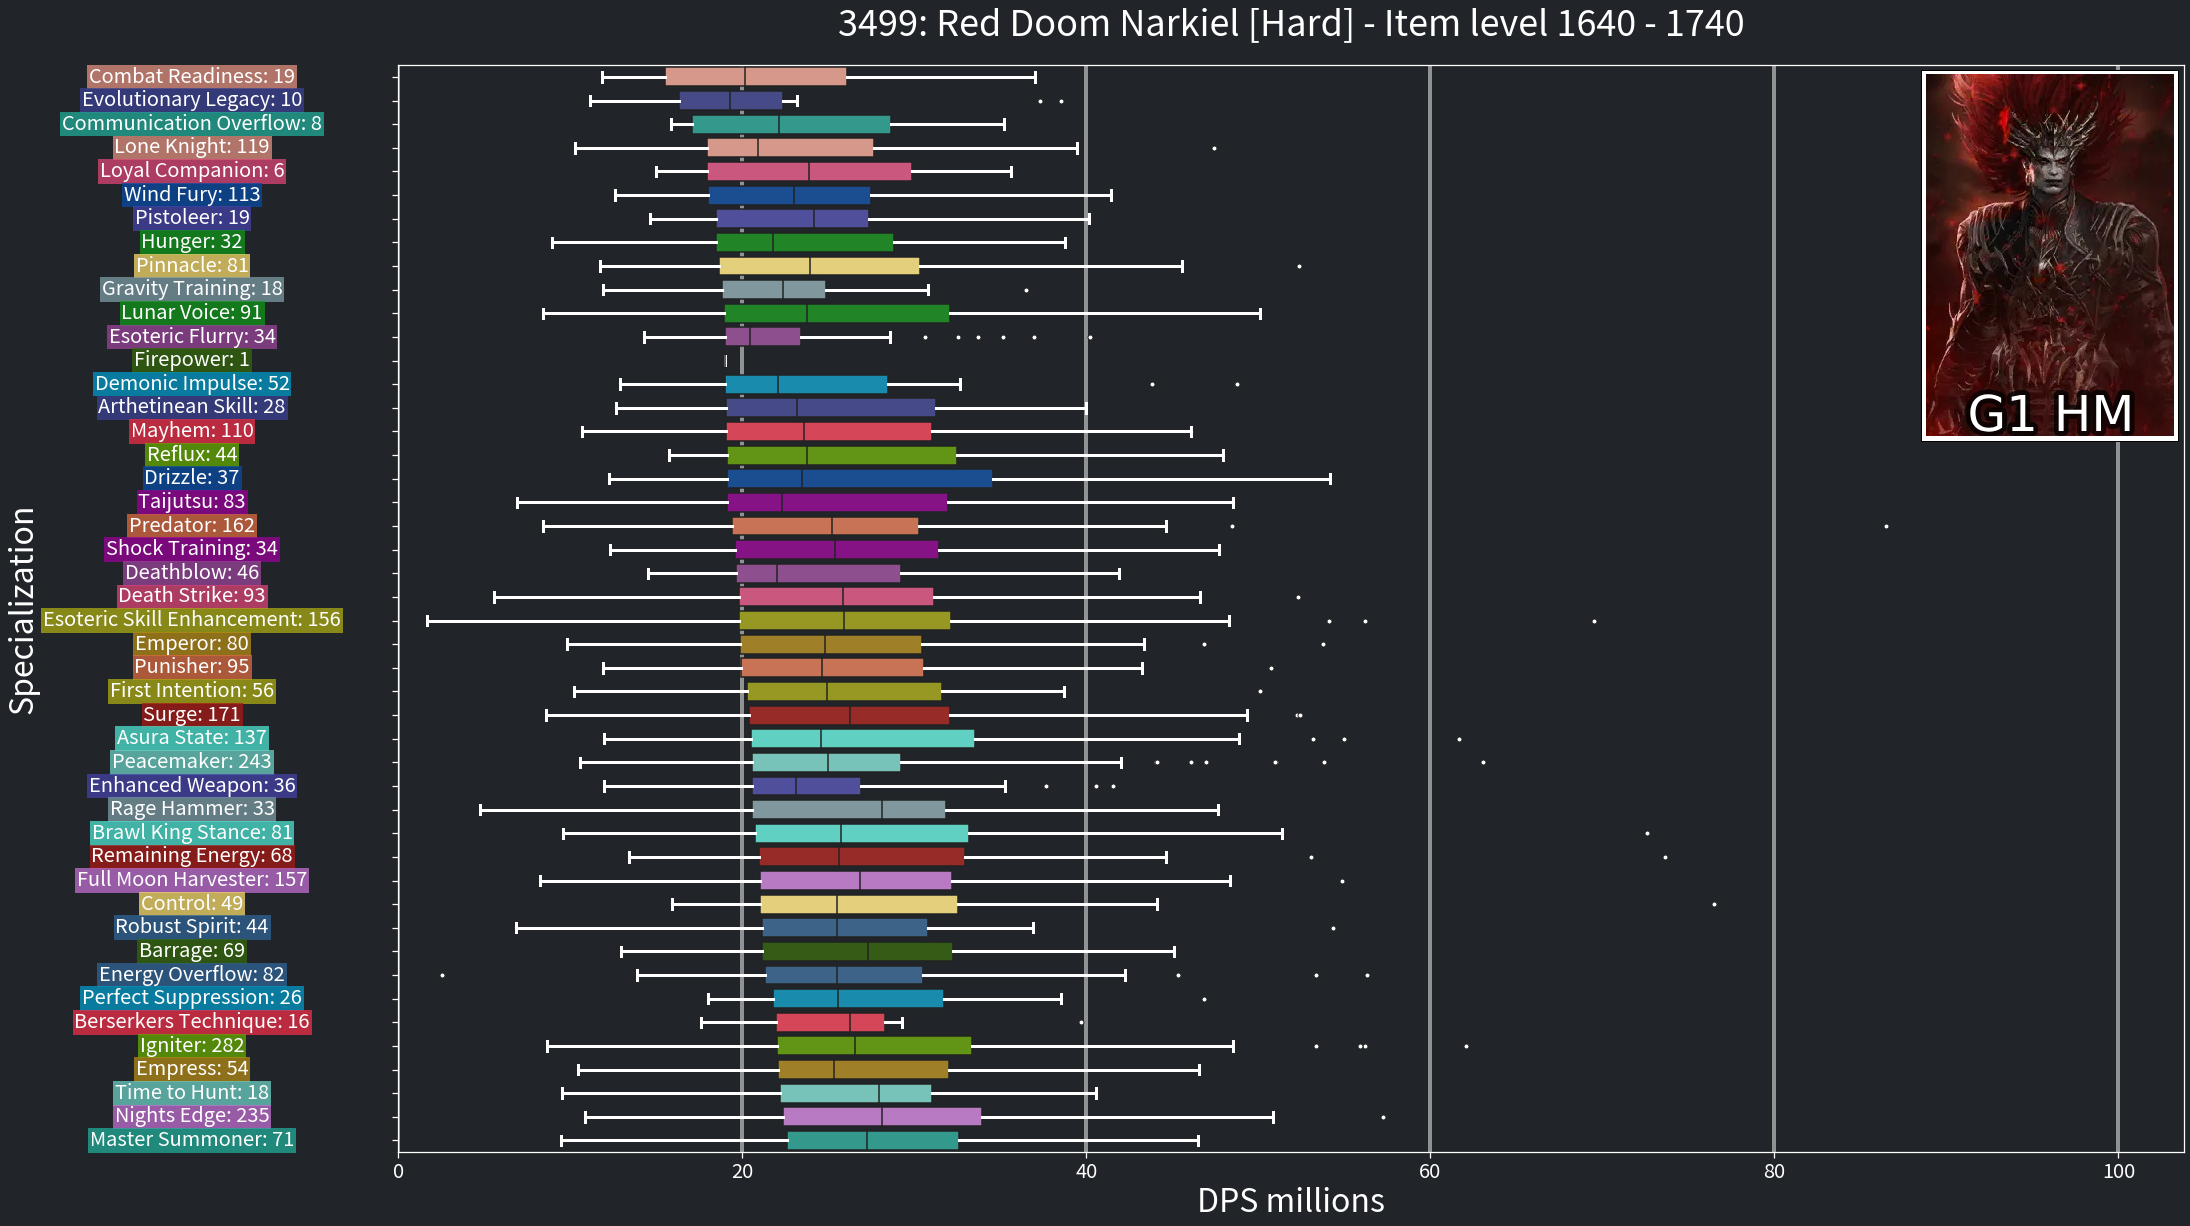 3499: Red Doom Narkiel [Hard] - Item level 1640 - 1740
Combat Readiness: 19
Evolutionary Legacy: 10
Communication Overflow: 8
Lone Knight: 119
Loyal Companion: 6
Wind Fury: 113
Pistoleer: 19
Hunger: 32
Pinnacle: 81
Gravity Training: 18
Lunar Voice: 91
Esoteric Flurry: 34
Firepower: 1
Demonic Impulse: 52
Arthetinean Skill: 28
Mayhem: 110
Reflux: 44
Drizzle: 37
Taijutsu: 83
Predator: 162
Shock Training: 34
Deathblow: 46
Death Strike: 93
Esoteric Skill Enhancement: 156
Emperor: 80
Punisher: 95
First Intention: 56
Surge: 171
Asura State: 137
Peacemaker: 243
Enhanced Weapon: 36
Rage Hammer: 33
Brawl King Stance: 81
Remaining Energy: 68
Full Moon Harvester: 157
Control: 49
Robust Spirit: 44
Barrage: 69
Energy Overflow: 82
Perfect Suppression: 26
Berserkers Technique: 16
Igniter: 282
Empress: 54
Time to Hunt: 18
Nights Edge: 235
Master Summoner: 71
Specialization
G1 HM
0 20 40 60 80 100
DPS millions